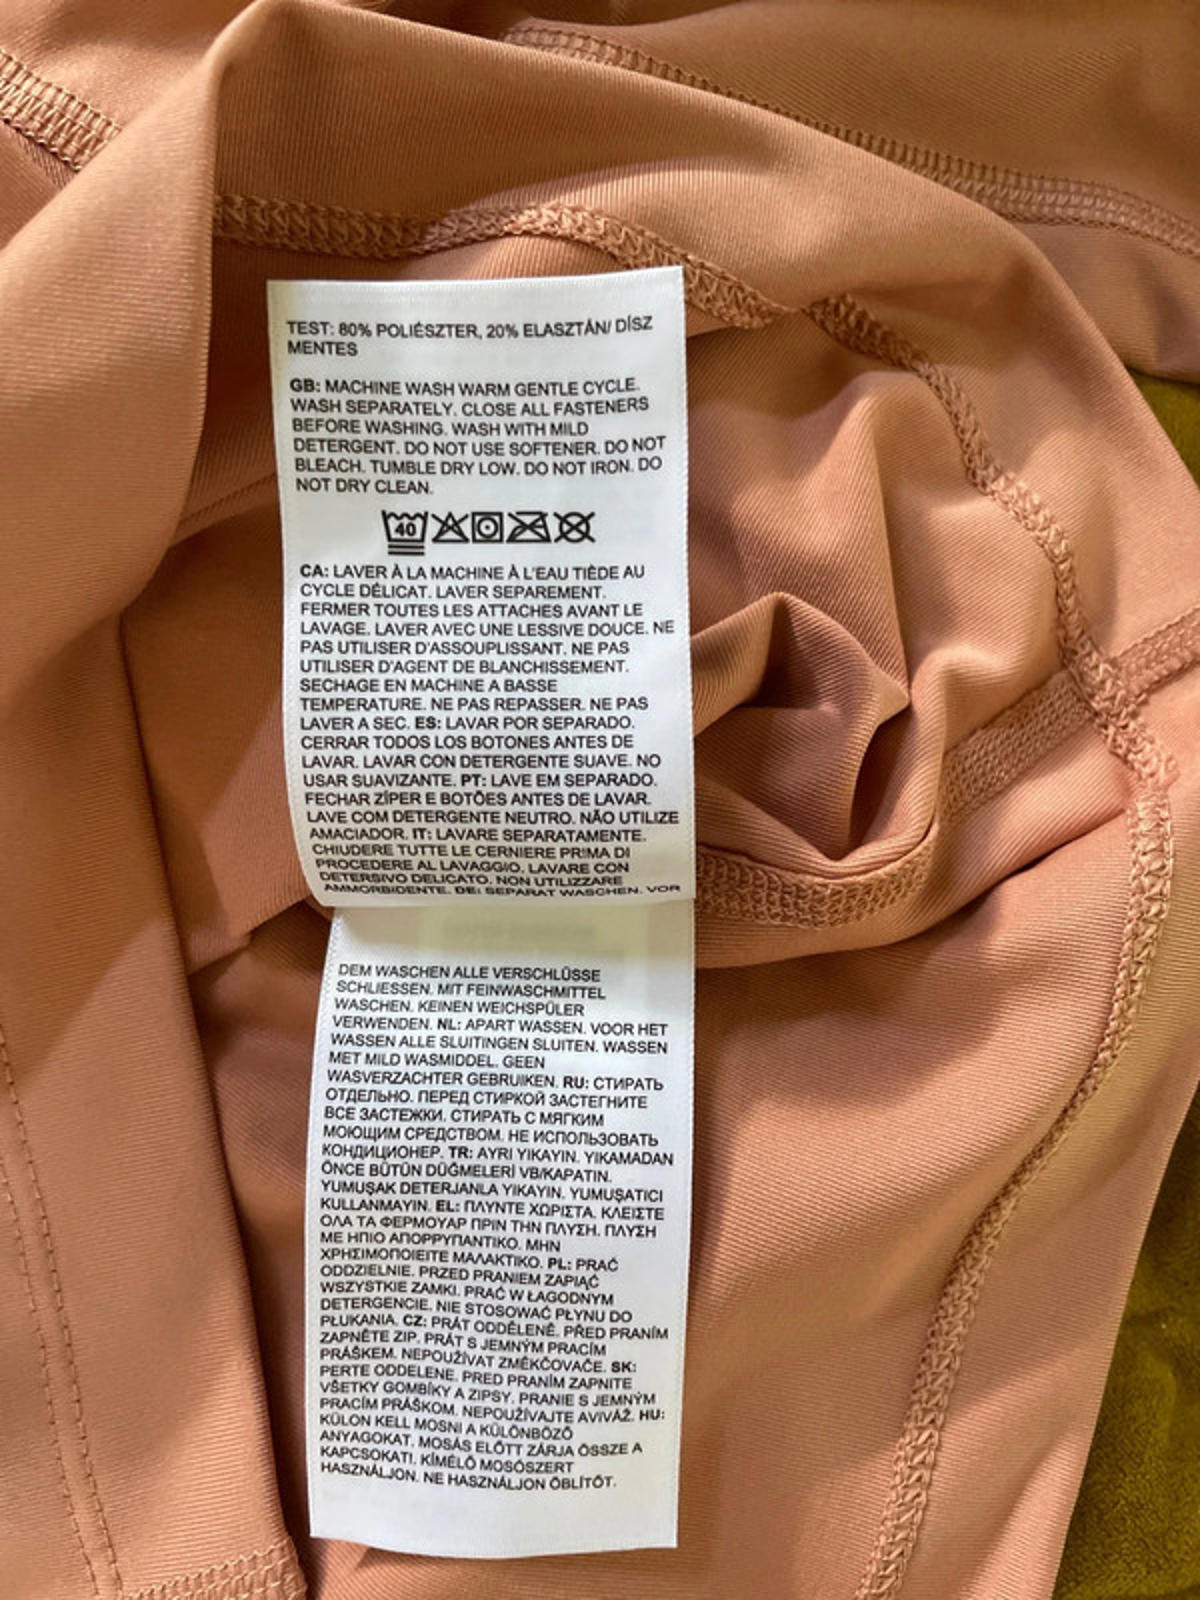 TEST: 80% POLIÉSZTER, 20% ELASZTÁN/ DÍSZ
MENTES
GB: MACHINE WASH WARM GENTLE CYCLE.
WASH SEPARATELY. CLOSE ALL FASTENERS
BEFORE WASHING. WASH WITH MILD
DETERGENT. DO NOT USE SOFTENER. DO NOT
BLEACH. TUMBLE DRY LOW. DO NOT IRON. DO
NOT DRY CLEAN.
40
CA: LAVER À LA MACHINE À L'EAU TIÈDE AU
CYCLE DÉLICAT. LAVER SEPAREMENT.
FERMER TOUTES LES ATTACHES AVANT LE
LAVAGE. LAVER AVEC UNE LESSIVE DOUCE. NE
PAS UTILISER D'ASSOUPLISSANT. NE PAS
UTILISER D'AGENT DE BLANCHISSEMENT.
SECHAGE EN MACHINE A BASSE
TEMPERATURE. NE PAS REPASSER. NE PAS
LAVER A SEC. ES: LAVAR POR SEPARADO.
CERRAR TODOS LOS BOTONES ANTES DE
LAVAR. LAVAR CON DETERGENTE SUAVE. NO
USAR SUAVIZANTE. PT: LAVE EM SEPARADO.
FECHAR ZÍPER E BOTÕES ANTES DE LAVAR.
LAVE COM DETERGENTE NEUTRO. NÃO UTILIZE
AMACIADOR. IT: LAVARE SEPARATAMENTE.
CHIUDERE TUTTE LE CERNIERE PRIMA DI
PROCEDERE AL LAVAGGIO. LAVARE CON
DETERSIVO DELICATO. NON UTILIZZARE
AMMORBIDENTE. DE: SEPARAT WASCHEN. VOR
DEM WASCHEN ALLE VERSCHLÜSSE
SCHLIESSEN. MIT FEINWASCHMITTEL
WASCHEN. KEINEN WEICHSPÜLER
VERWENDEN. NL: APART WASSEN. VOOR HET
WASSEN ALLE SLUITINGEN SLUITEN. WASSEN
MET MILD WASMIDDEL. GEEN
WASVERZACHTER GEBRUIKEN. RU: СТИРАТЬ
ОТДЕЛЬНО. ПЕРЕД СТИРКОЙ ЗАСТЕГНИТЕ
ВСЕ ЗАСТЕЖКИ. СТИРАТЬ С МЯГКИМ
МОЮЩИМ СРЕДСТВОМ. НЕ ИСПОЛЬЗОВАТЬ
КОНДИЦИОНЕР. TR: AYRI YIKAYIN. YIKAMADAN
ÖNCE BÜTÜN DÜĞMELERİ VB/KAPATIN.
YUMUŞAK DETERJANLA YIKAYIN. YUMUŞATICI
KULLANMAYIN. EL: ΠΛΥΝΤΕ ΧΩΡΙΣΤΑ. ΚΛΕΙΣΤΕ
ΟΛΑ ΤΑ ΦΕΡΜΟΥΑΡ ΠΡΙΝ ΤΗΝ ΠΛΥΣΗ. ΠΛΥΣΗ
ΜΕ ΗΠΙΟ ΑΠΟΡΡΥΠΑΝΤΙΚΟ. ΜΗΝ
ΧΡΗΣΙΜΟΠΟΙΕΙΤΕ ΜΑΛΑΚΤΙΚΟ. PL: PRAĆ
ODDZIELNIE. PRZED PRANIEM ZAPIĄĆ
WSZYSTKIE ZAMKI. PRAĆ W ŁAGODNYM
DETERGENCIE. NIE STOSOWAĆ PŁYNU DO
PŁUKANIA. CZ: PRÁT ODDĚLENĚ. PŘED PRANÍM
ZAPNĚTE ZIP. PRÁT S JEMNÝM PRACÍM
PRÁŠKEM. NEPOUŽÍVAT ZMĚKČOVAČE. SK:
PERTE ODDELENE. PRED PRANÍM ZAPNITE
VŠETKY GOMBÍKY A ZIPSY. PRANIE S JEMNÝM
PRACÍM PRÁŠKOM. NEPOUŽÍVAJTE AVIVÁŽ. HU:
KÜLON KELL MOSNI A KÜLÖNBÖZŐ
ANYAGOKAT. MOSÁS ELŐTT ZÁRJA ÖSSZE A
KAPCSOKATI. KÍMÉLŐ MOSÓSZERT
HASZNÁLJON. NE HASZNÁLJON ÖBLÍTŐT.